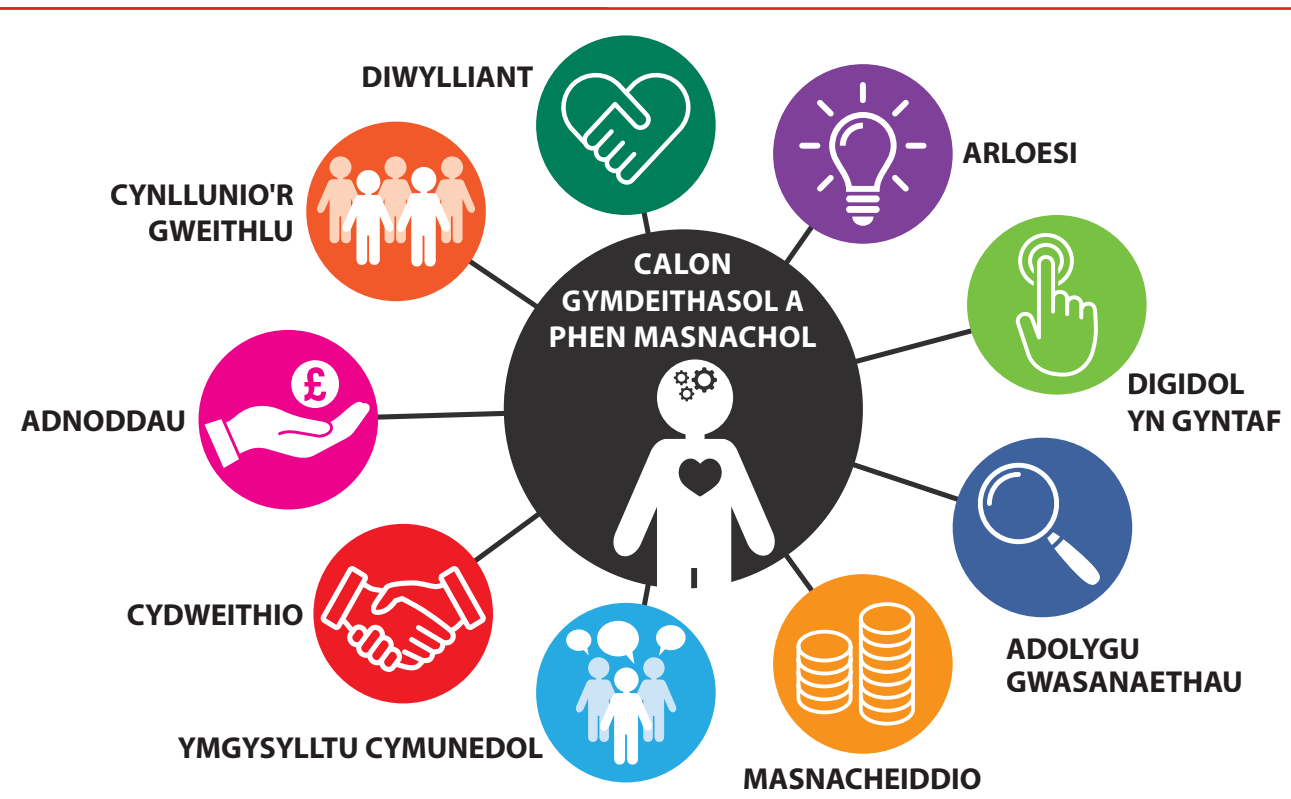 DIWYLLIANT
ARLOESI
CYNLLUNIO'R
GWEITHLU
CALON
GYMDEITHASOL A
PHEN MASNACHOL
DIGIDOL
YN GYNTAF
£
ADNODDAU
CYDWEITHIO
ADOLYGU
GWASANAETHAU
YMGYSYLLTU CYMUNEDOL
MASNACHEIDDIO